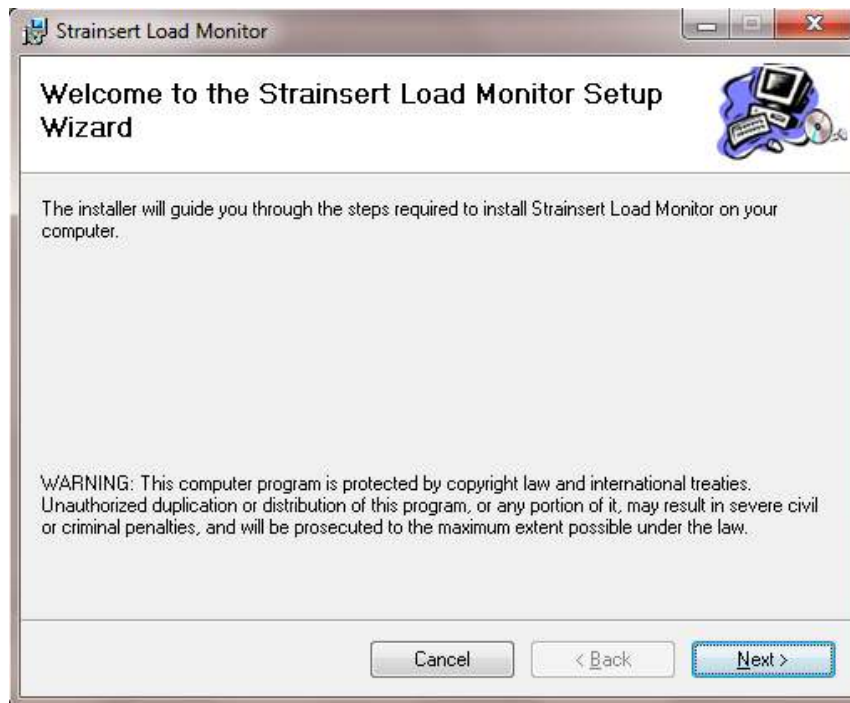 Strainsert Load Monitor
Welcome to the Strainsert Load Monitor Setup
Wizard
The installer will guide you through the steps required to install Strainsert Load Monitor on your
computer.
WARNING: This computer program is protected by copyright law and international treaties.
Unauthorized duplication or distribution of this program, or any portion of it, may result in severe civil
or criminal penalties, and will be prosecuted to the maximum extent possible under the law.
Cancel
< Back
Next >